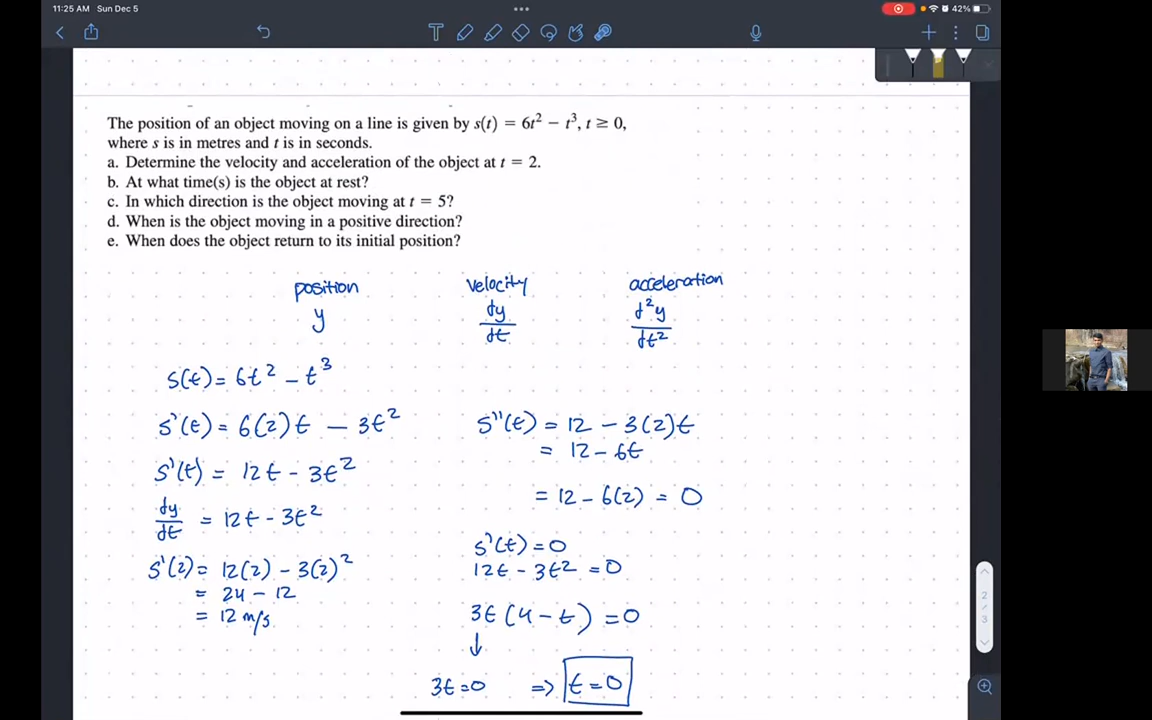 11:25 AM Sun Dec 5
42%
The position of an object moving on a line is given by s(t) = 6t² − t³, t ≥ 0,
where s is in metres and t is in seconds.
a. Determine the velocity and acceleration of the object at t = 2.
b. At what time(s) is the object at rest?
c. In which direction is the object moving at t = 5?
d. When is the object moving in a positive direction?
e. When does the object return to its initial position?
position velocity acceleration
y dy/dt d²y/dt²
s(t) = 6t² − t³
s'(t) = 6(2)t − 3t²
s'(t) = 12t − 3t²
dy/dt = 12t − 3t²
s'(2) = 12(2) − 3(2)²
= 24 − 12
= 12 m/s
s''(t) = 12 − 3(2)t
= 12 − 6t
= 12 − 6(2) = 0
s'(t) = 0
12t − 3t² = 0
3t(4 − t) = 0
↓
3t = 0 => t = 0
2
/
3